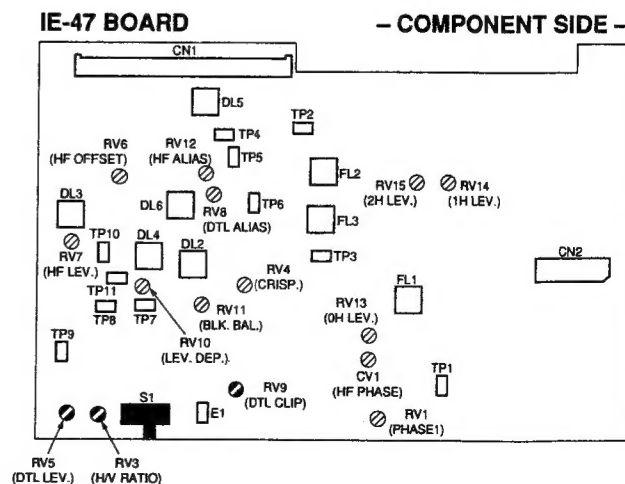 IE-47 BOARD
– COMPONENT SIDE –
CN1
DL5
TP2
TP4
RV6
(HF OFFSET)
RV12
(HF ALIAS)
TP5
FL2
RV15
(2H LEV.)
RV14
(1H LEV.)
DL3
DL6
RV8
(DTL ALIAS)
TP6
FL3
RV7
(HF LEV.)
TP10
DL4
DL2
TP3
CN2
TP11
RV4
(CRISP.)
FL1
TP8
TP7
RV11
(BLK. BAL.)
RV13
(0H LEV.)
RV10
(LEV. DEP.)
TP9
CV1
(HF PHASE)
TP1
S1
RV9
(DTL CLIP)
E1
RV1
(PHASE1)
RV5
(DTL LEV.)
RV3
(H/V RATIO)